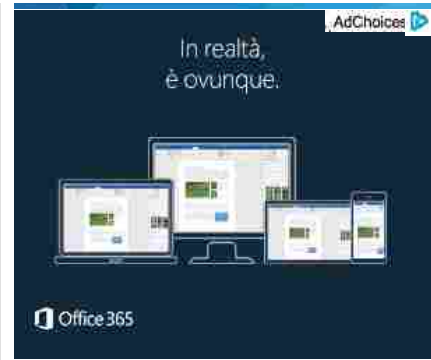 AdChoices
In realtà,
è ovunque.
Office 365